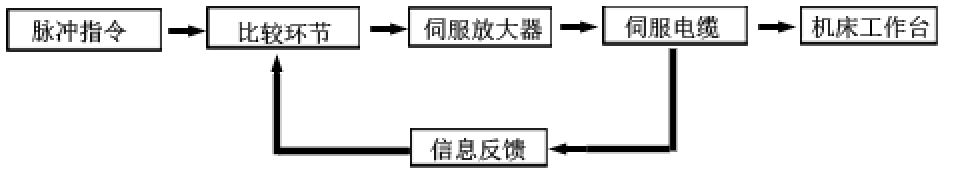 脉冲指令
比较环节
伺服放大器
伺服电缆
机床工作台
信息反馈